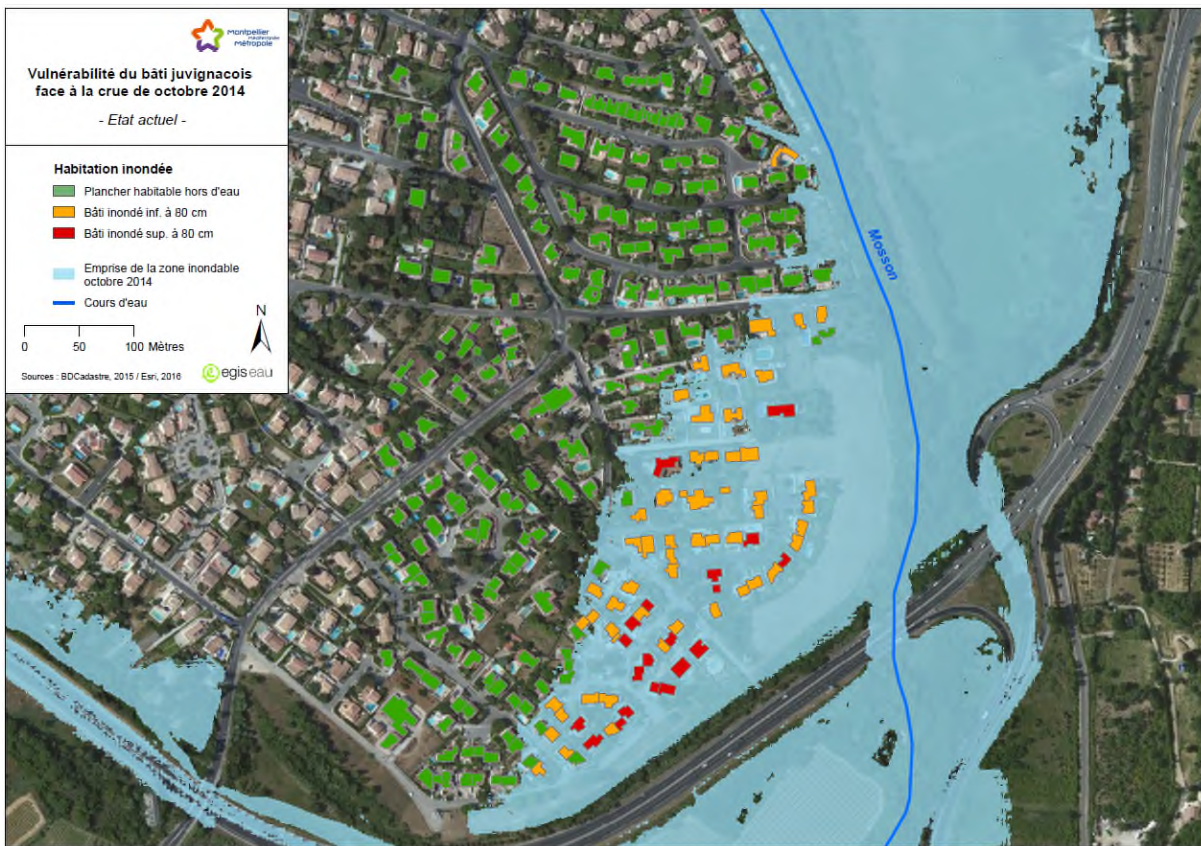 montpellier
méditerranée
métropole
Vulnérabilité du bâti juvignacois
face à la crue de octobre 2014
- Etat actuel -
Habitation inondée
Plancher habitable hors d'eau
Bâti inondé inf. à 80 cm
Bâti inondé sup. à 80 cm
Emprise de la zone inondable
octobre 2014
Cours d'eau
N
0 50 100 Mètres
Sources : BDCadastre, 2015 / Esri, 2016
egis eau
Mosson